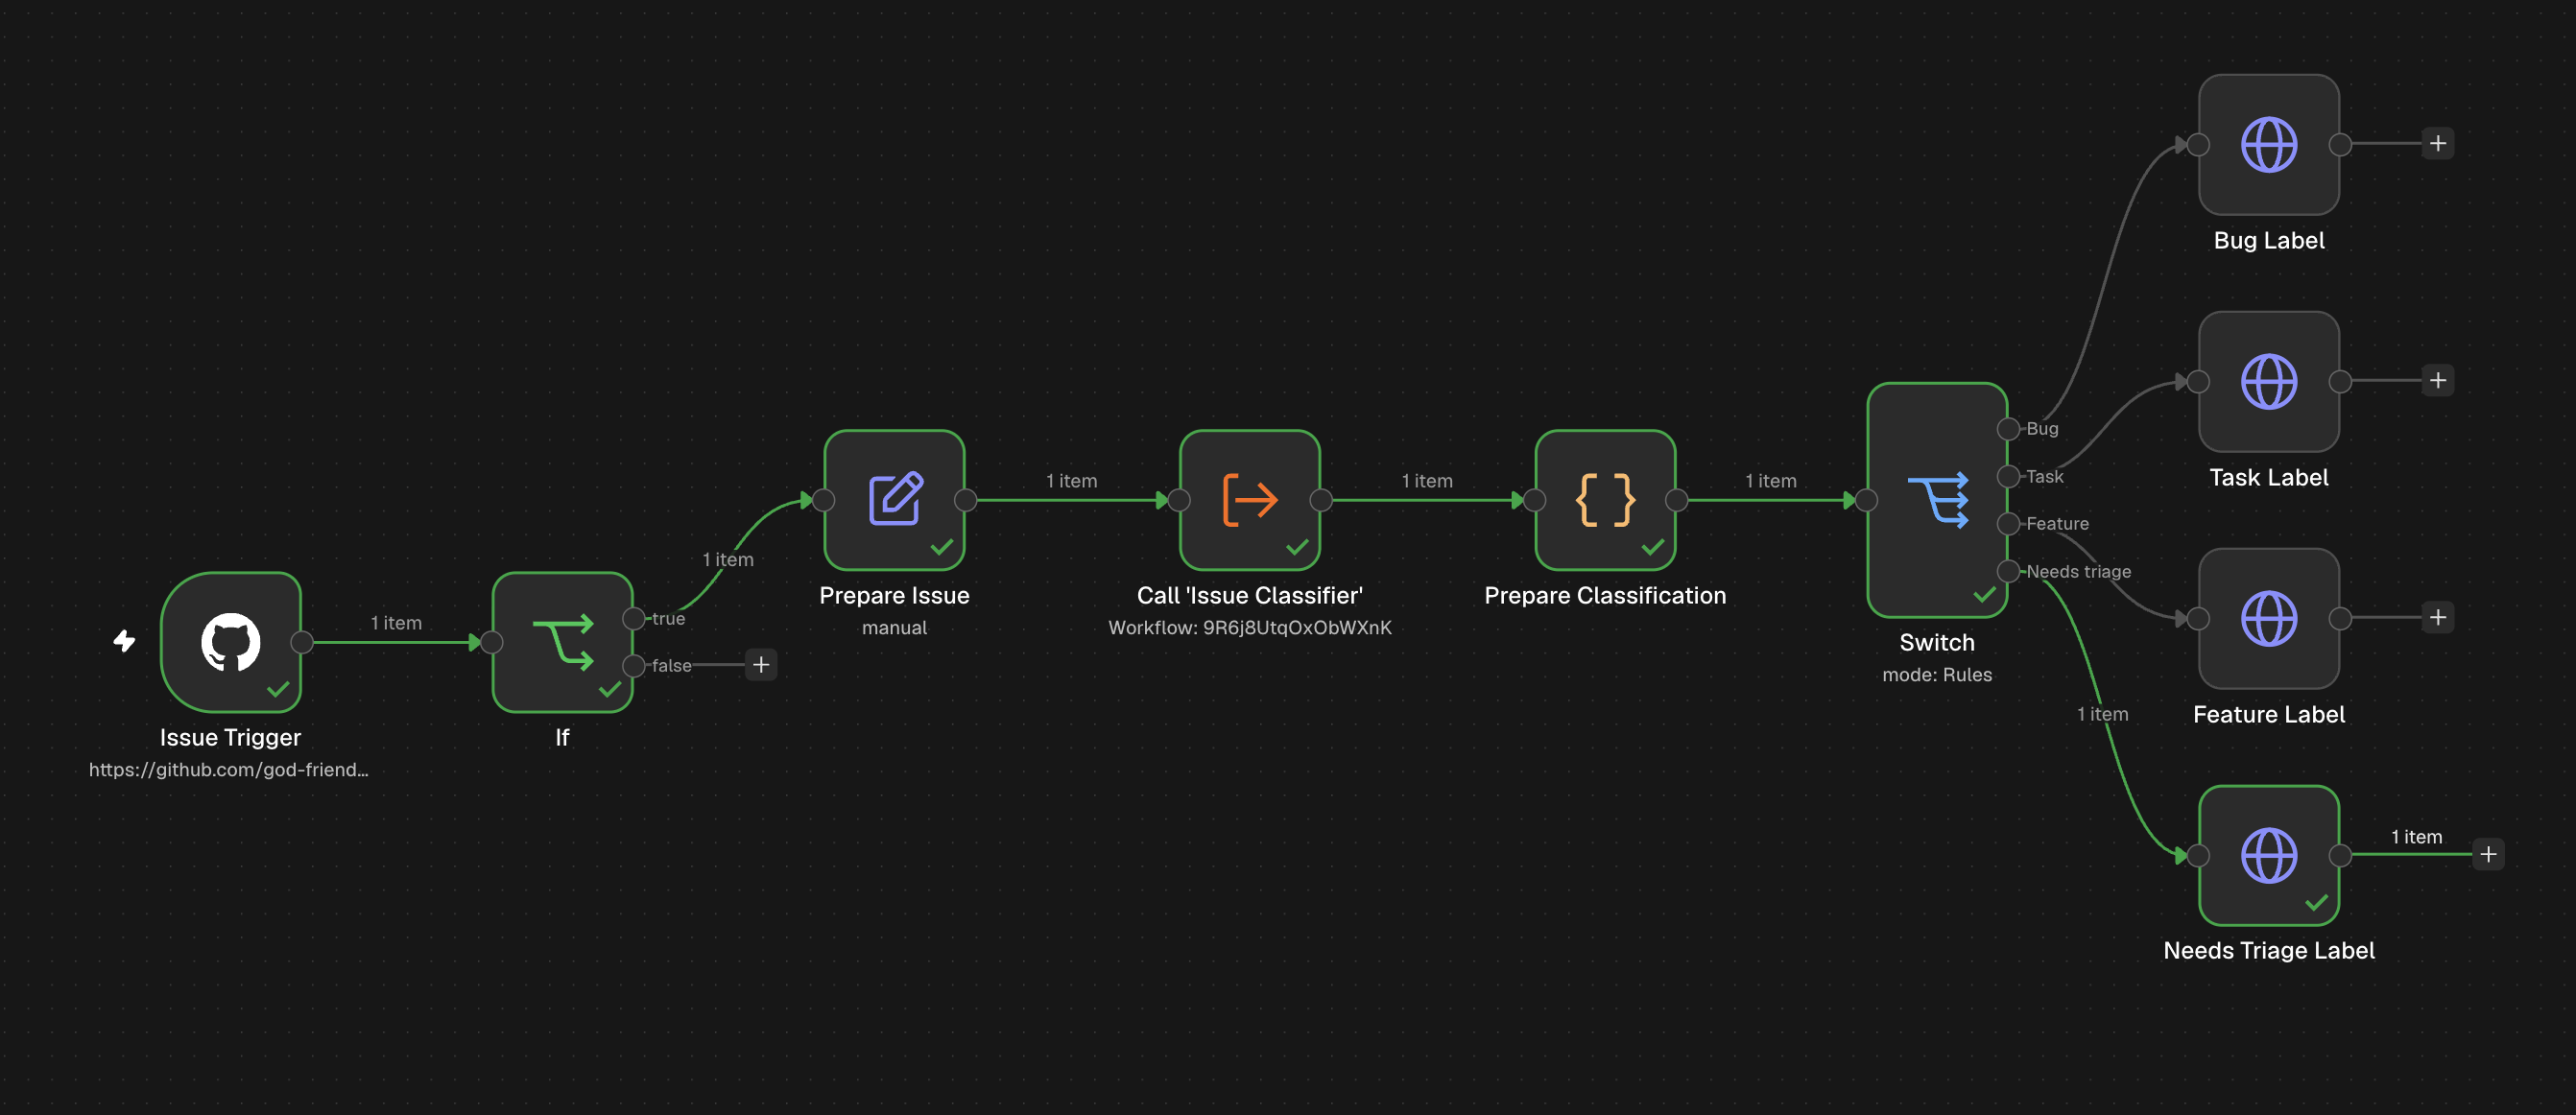 Bug Label
Task Label
Bug
Task
Feature
Needs triage
1 item
1 item
1 item
1 item
1 item
true
false
Prepare Issue
manual
Call 'Issue Classifier'
Workflow: 9R6j8UtqOxObWXnK
Prepare Classification
Switch
mode: Rules
Issue Trigger
https://github.com/god-friend...
If
Feature Label
1 item
1 item
Needs Triage Label